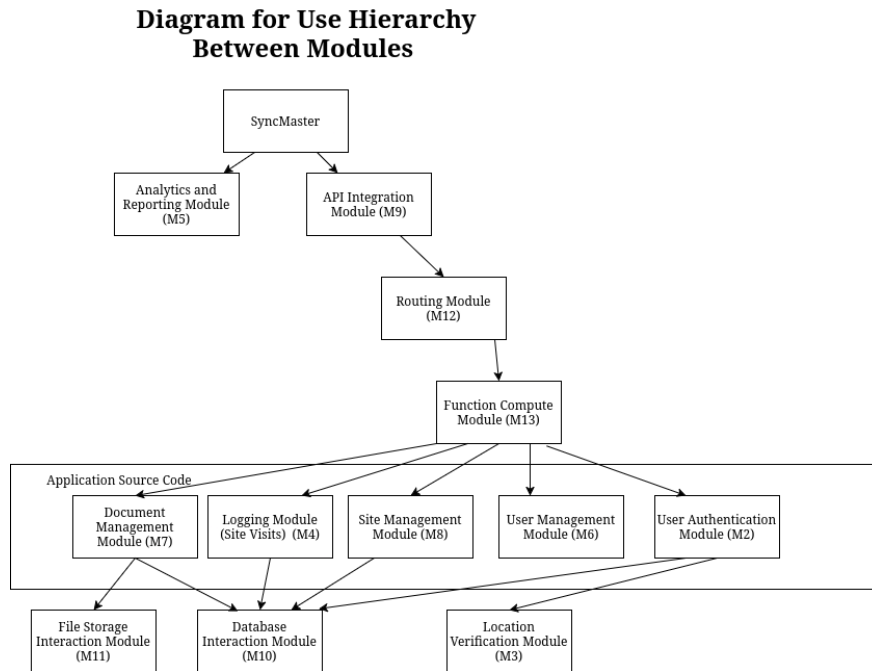 Diagram for Use Hierarchy
Between Modules
SyncMaster
Analytics and
Reporting Module
(M5)
API Integration
Module (M9)
Routing Module
(M12)
Function Compute
Module (M13)
Application Source Code
Document
Management
Module (M7)
Logging Module
(Site Visits) (M4)
Site Management
Module (M8)
User Management
Module (M6)
User Authentication
Module (M2)
File Storage
Interaction Module
(M11)
Database
Interaction Module
(M10)
Location
Verification Module
(M3)